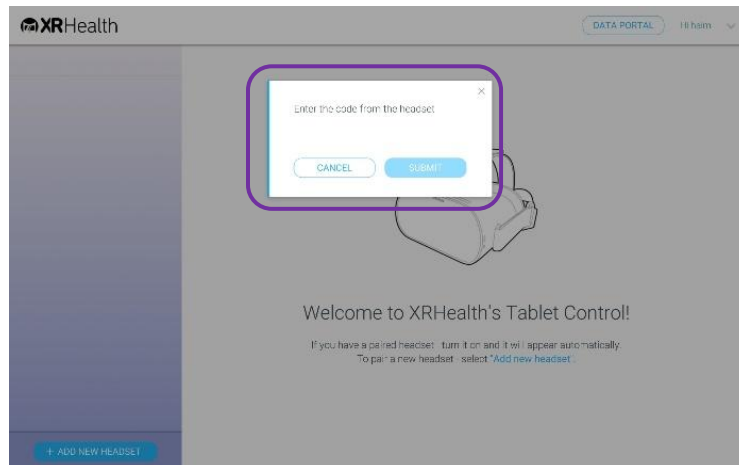 XRHealth
DATA PORTAL
Hi haim
Enter the code from the headset
CANCEL
SUBMIT
Welcome to XRHealth's Tablet Control!
If you have a paired headset - turn it on and it will appear automatically.
To pair a new headset - select "Add new headset".
+ ADD NEW HEADSET